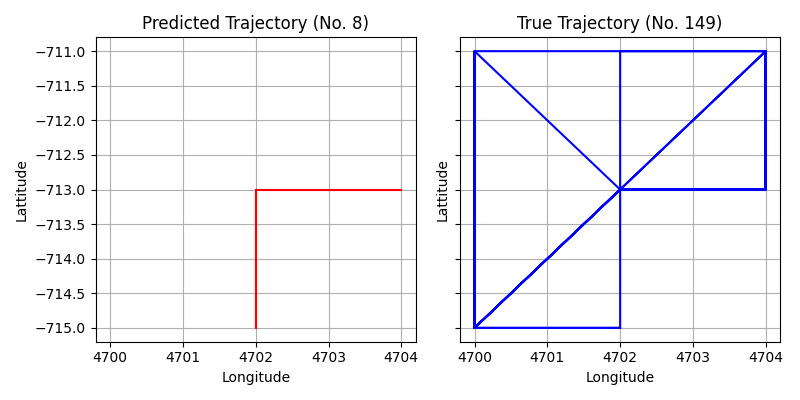 Predicted Trajectory (No. 8)
True Trajectory (No. 149)
−711.0
−711.5
−712.0
−712.5
−713.0
−713.5
−714.0
−714.5
−715.0
Lattitude
Lattitude
4700 4701 4702 4703 4704
4700 4701 4702 4703 4704
Longitude
Longitude